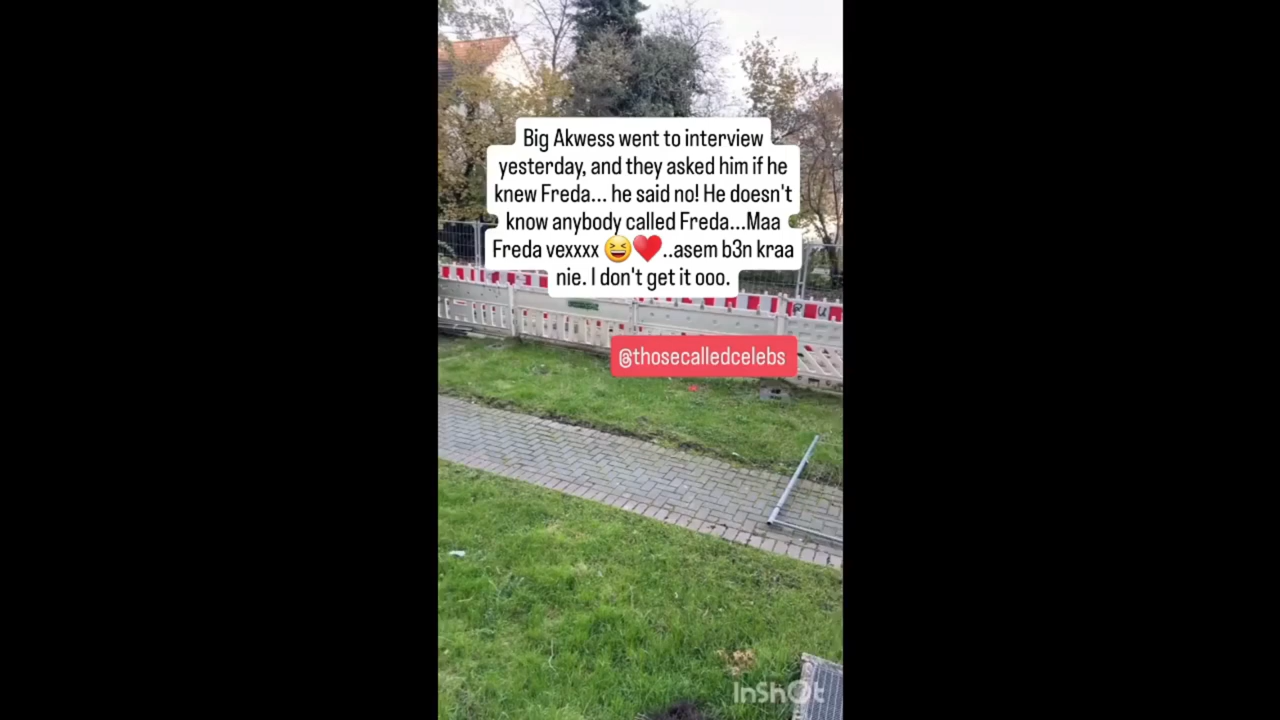 Big Akwess went to interview
yesterday, and they asked him if he
knew Freda... he said no! He doesn't
know anybody called Freda...Maa
Freda vexxxx 😆♥️..asem b3n kraa
nie. I don't get it ooo.
@thosecalledcelebs
InShOt